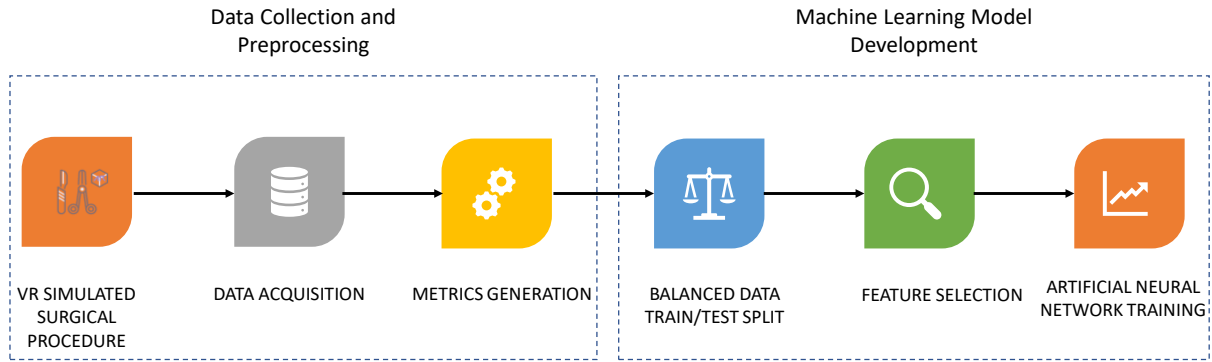 Data Collection and
Preprocessing
Machine Learning Model
Development
VR SIMULATED
SURGICAL
PROCEDURE
DATA ACQUISITION
METRICS GENERATION
BALANCED DATA
TRAIN/TEST SPLIT
FEATURE SELECTION
ARTIFICIAL NEURAL
NETWORK TRAINING